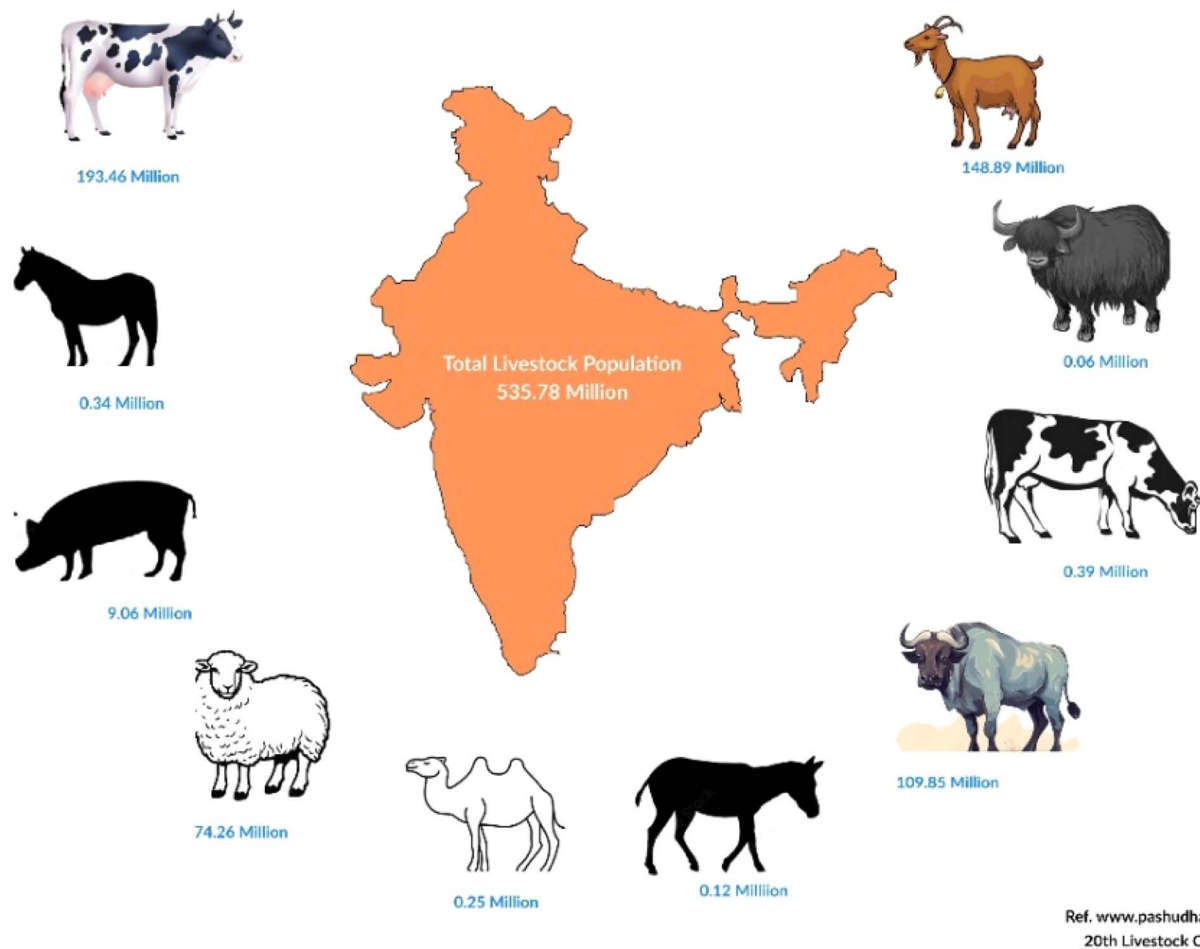 193.46 Million
148.89 Million
0.06 Million
Total Livestock Population
535.78 Million
0.34 Million
0.39 Million
9.06 Million
109.85 Million
74.26 Million
0.12 Milliion
0.25 Million
Ref. www.pashudha
20th Livestock C